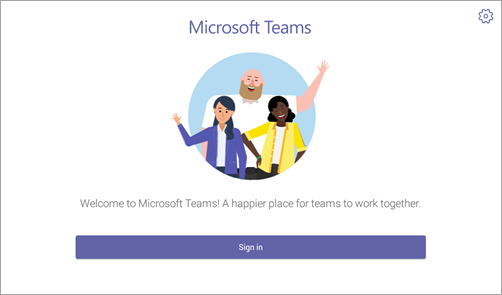 Microsoft Teams
Welcome to Microsoft Teams! A happier place for teams to work together.
Sign in